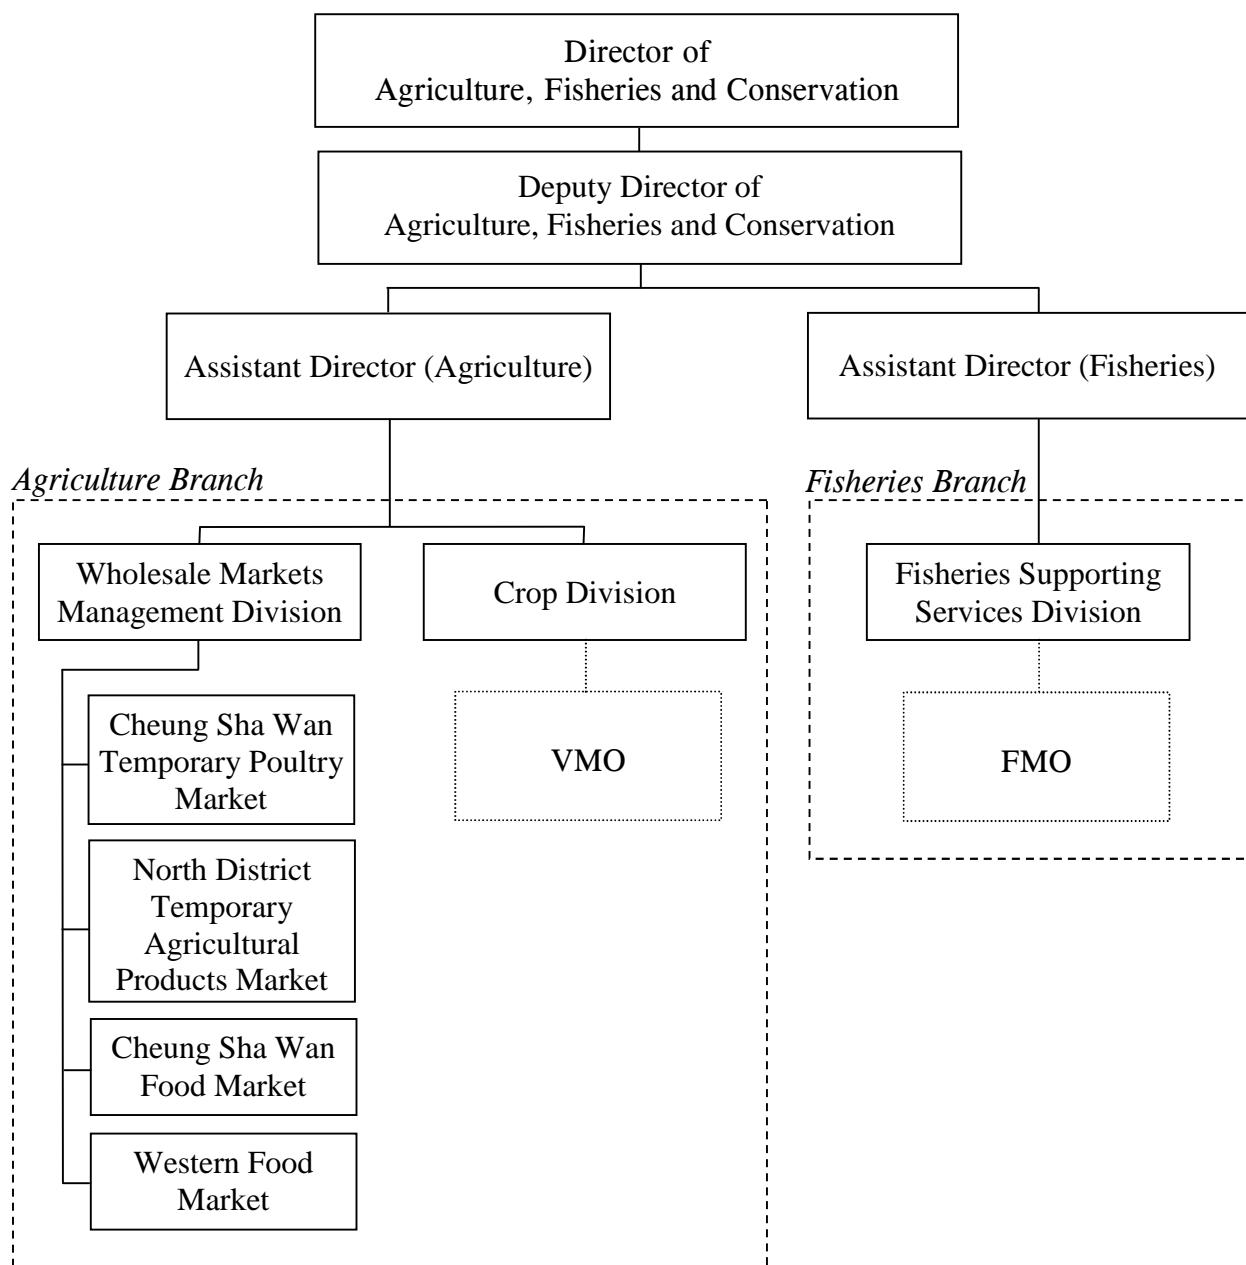 Director of
Agriculture, Fisheries and Conservation
Deputy Director of
Agriculture, Fisheries and Conservation
Assistant Director (Agriculture)
Assistant Director (Fisheries)
Agriculture Branch
Fisheries Branch
Wholesale Markets
Management Division
Crop Division
Fisheries Supporting
Services Division
Cheung Sha Wan
Temporary Poultry
Market
VMO
FMO
North District
Temporary
Agricultural
Products Market
Cheung Sha Wan
Food Market
Western Food
Market